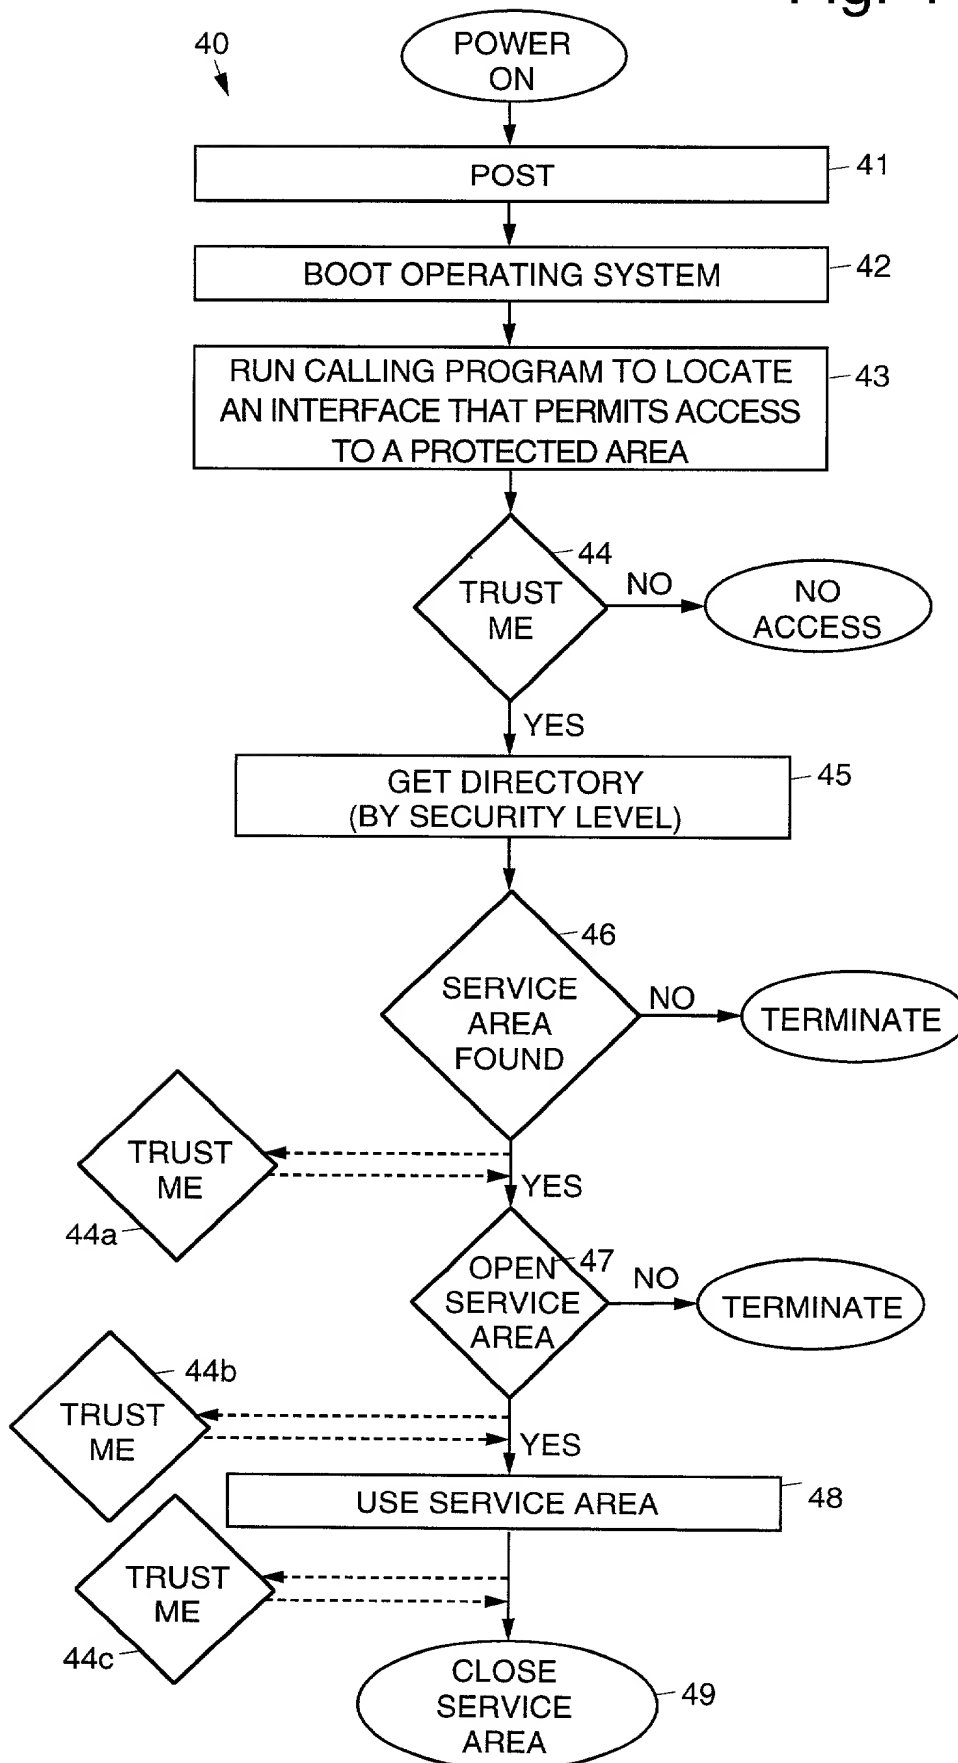 40
POWER
ON
POST
41
BOOT OPERATING SYSTEM
42
RUN CALLING PROGRAM TO LOCATE
AN INTERFACE THAT PERMITS ACCESS
TO A PROTECTED AREA
43
44
TRUST
ME
NO
NO
ACCESS
YES
GET DIRECTORY
(BY SECURITY LEVEL)
45
46
SERVICE
AREA
FOUND
NO
TERMINATE
TRUST
ME
44a
YES
47
OPEN
SERVICE
AREA
NO
TERMINATE
44b
TRUST
ME
YES
USE SERVICE AREA
48
TRUST
ME
44c
CLOSE
SERVICE
AREA
49